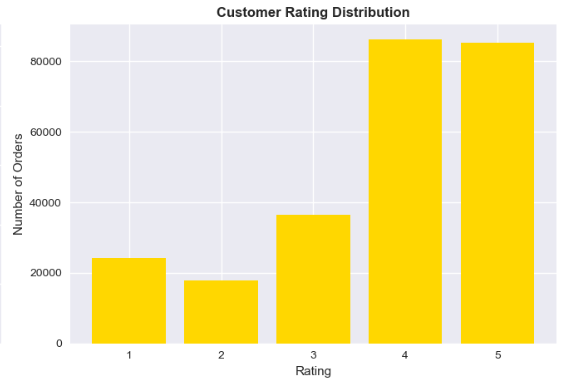 Customer Rating Distribution
Number of Orders
80000
60000
40000
20000
0
1 2 3 4 5
Rating